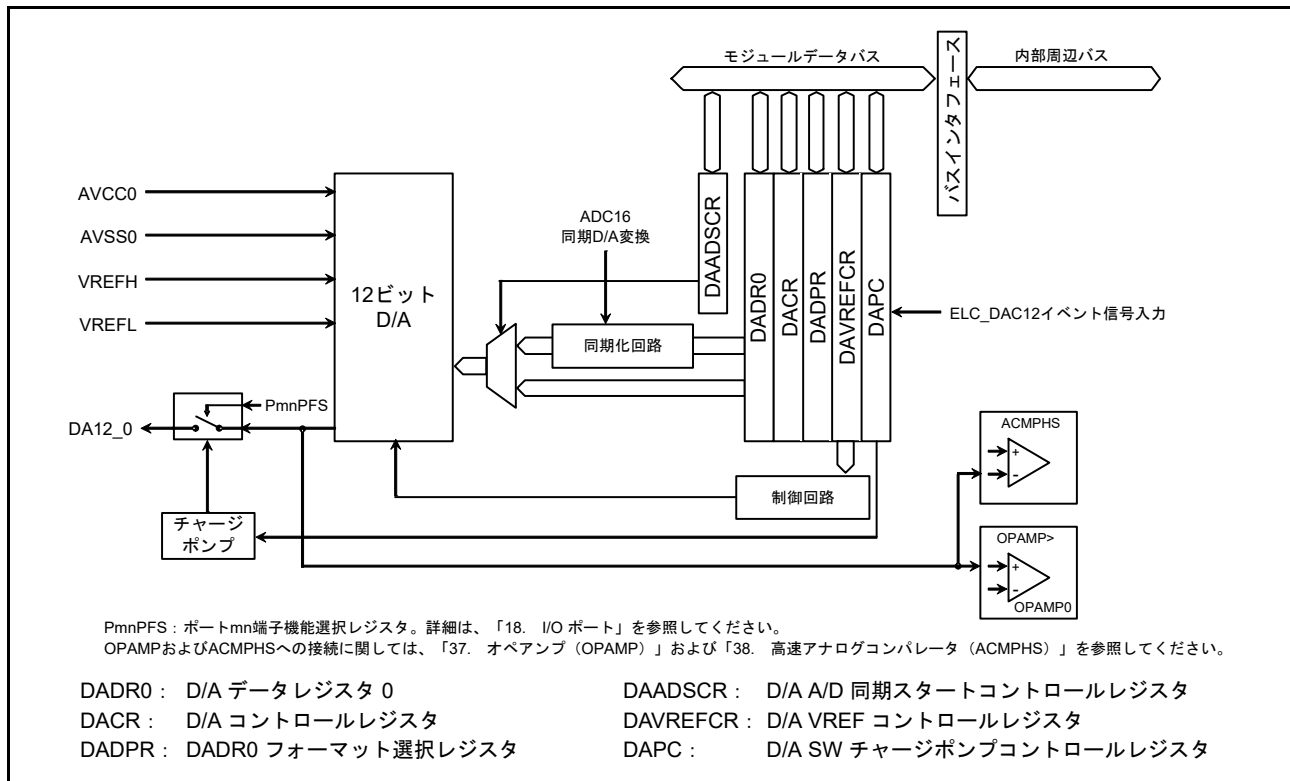 モジュールデータバス
内部周辺バス
バスインタフェース
AVCC0
AVSS0
VREFH
VREFL
12ビット
D/A
ADC16
同期D/A変換
DAADSCR
DADR0
DACR
DADPR
DAVREFCR
DAPC
ELC_DAC12イベント信号入力
同期化回路
PmnPFS
DA12_0
制御回路
チャージ
ポンプ
ACMPHS
+
-
OPAMP>
+
-
OPAMP0
PmnPFS：ポートmn端子機能選択レジスタ。詳細は、「18. I/O ポート」を参照してください。
OPAMPおよびACMPHSへの接続に関しては、「37. オペアンプ（OPAMP）」および「38. 高速アナログコンパレータ（ACMPHS）」を参照してください。
DADR0： D/A データレジスタ 0
DACR： D/A コントロールレジスタ
DADPR： DADR0 フォーマット選択レジスタ
DAADSCR： D/A A/D 同期スタートコントロールレジスタ
DAVREFCR： D/A VREF コントロールレジスタ
DAPC： D/A SW チャージポンプコントロールレジスタ